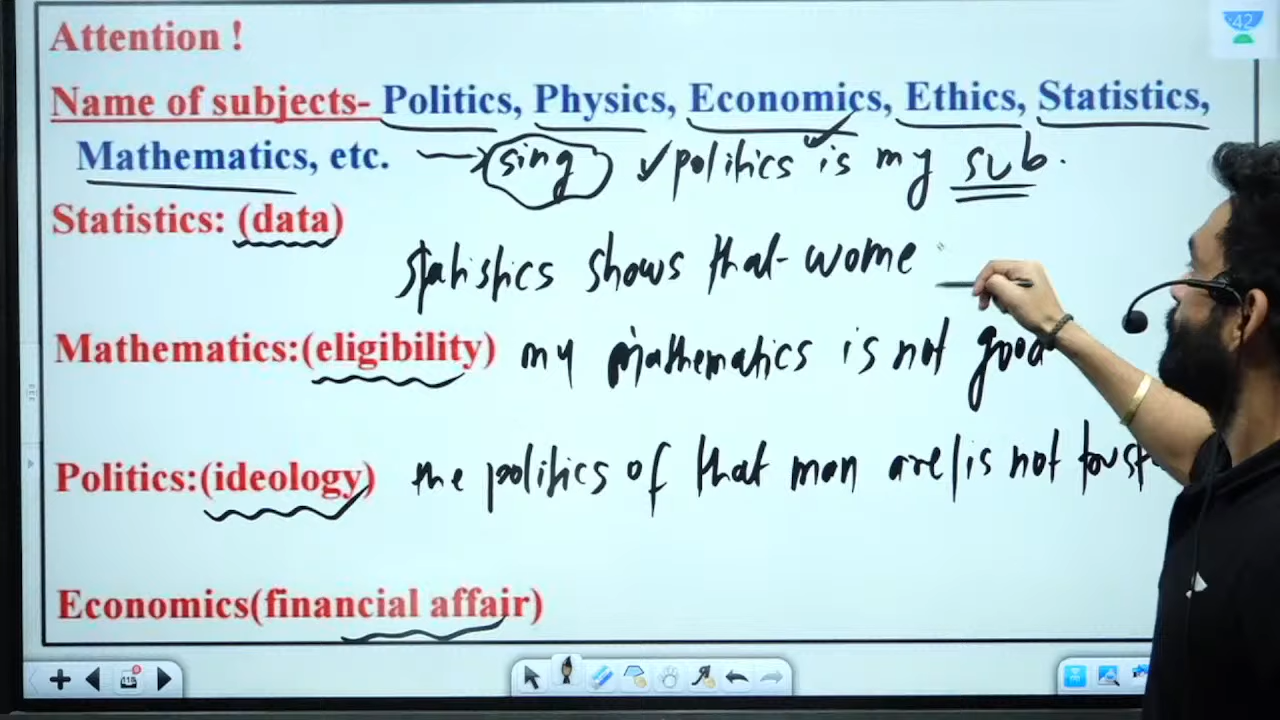 Attention !
Name of subjects- Politics, Physics, Economics, Ethics, Statistics,
Mathematics, etc. sing politics is my sub.
Statistics: (data)
statistics shows that wome
Mathematics:(eligibility) my mathematics is not good
Politics:(ideology) the politics of that man are/is not
Economics(financial affair)